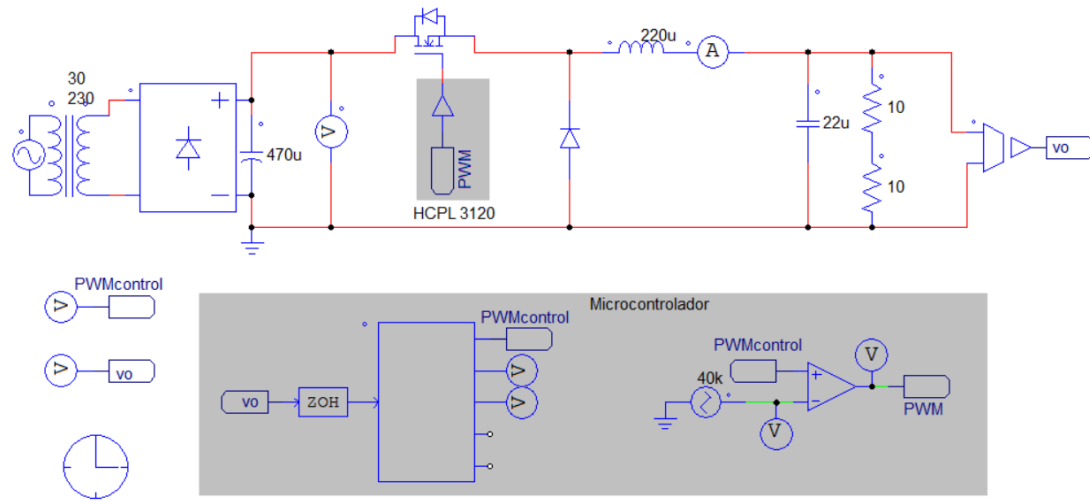 30
230
470u
V
PWM
HCPL 3120
220u
A
22u
10
10
vo
PWMcontrol
V
V
vo
Microcontrolador
vo
ZOH
PWMcontrol
V
V
PWMcontrol
40k
V
V
PWM